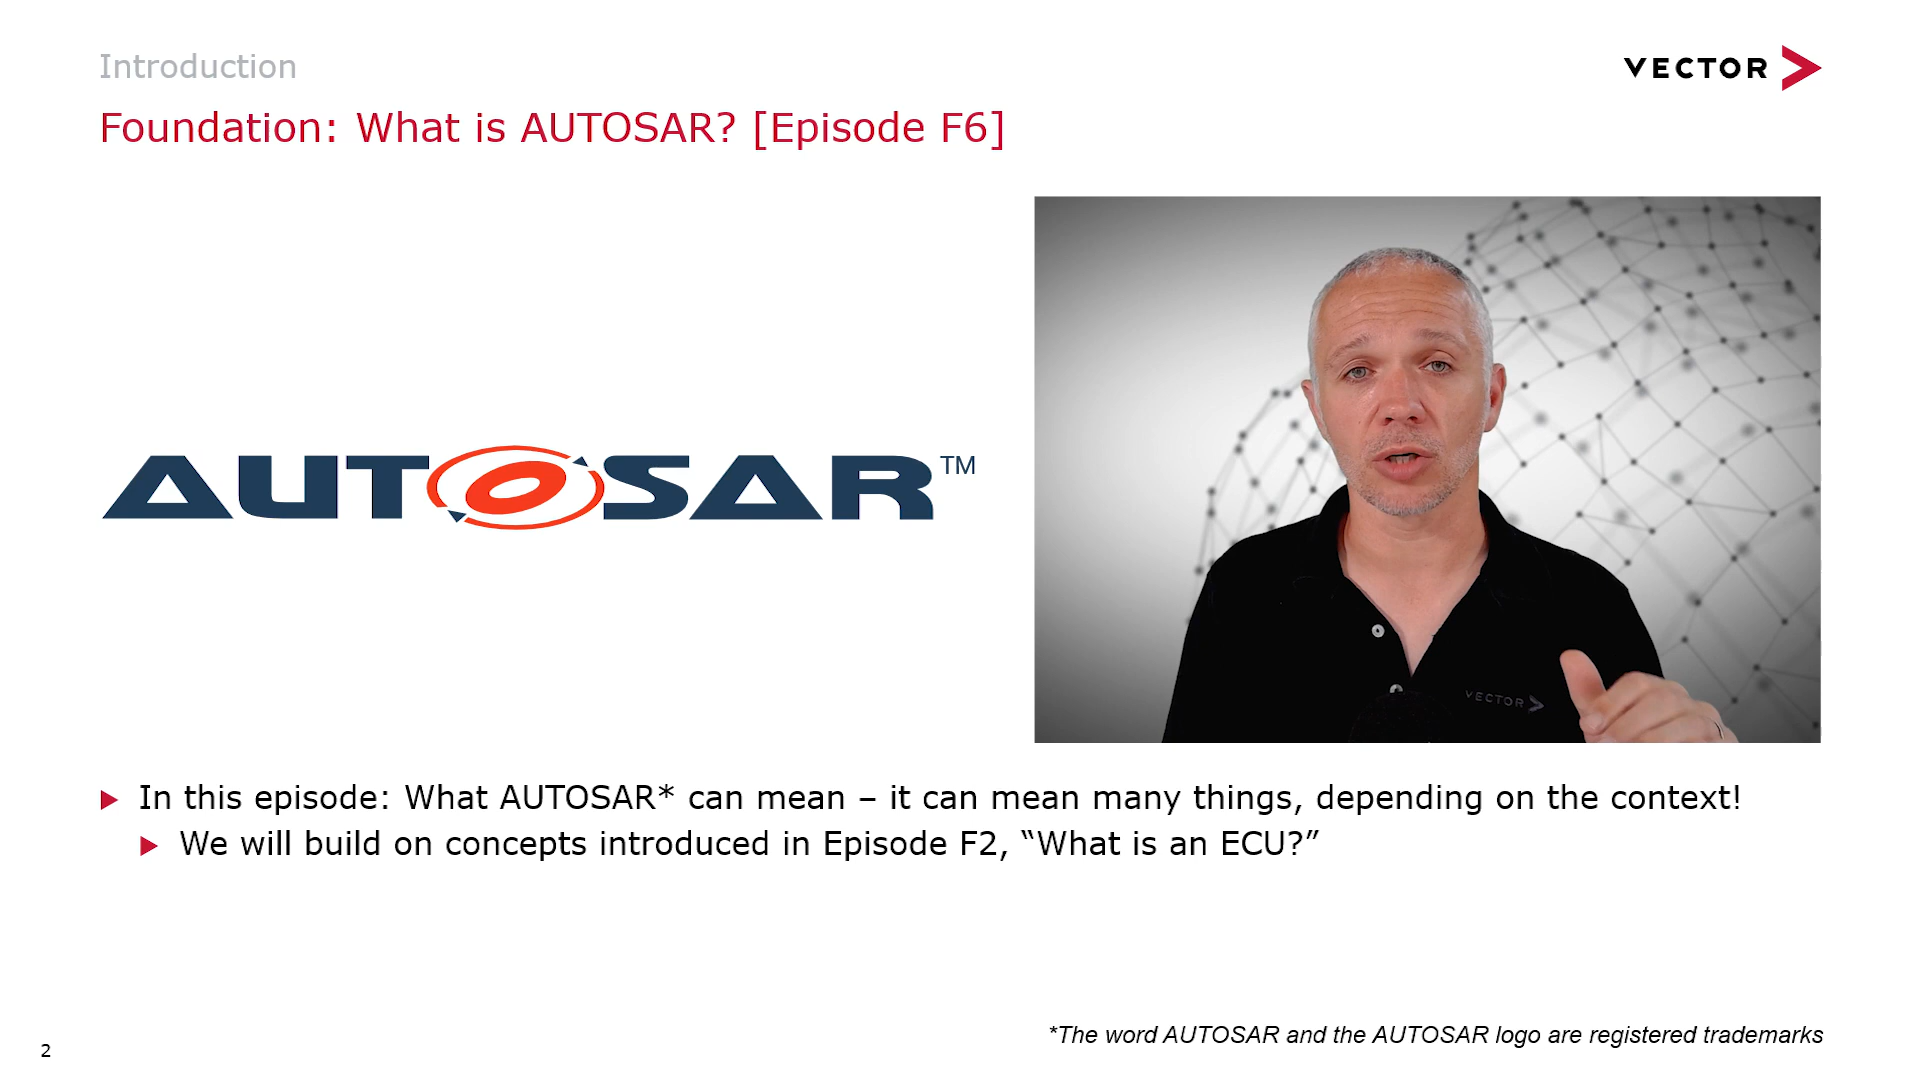 Introduction
VECTOR
Foundation: What is AUTOSAR? [Episode F6]
AUTOSAR™
VECTOR
▶ In this episode: What AUTOSAR* can mean – it can mean many things, depending on the context!
▶ We will build on concepts introduced in Episode F2, “What is an ECU?”
*The word AUTOSAR and the AUTOSAR logo are registered trademarks
2